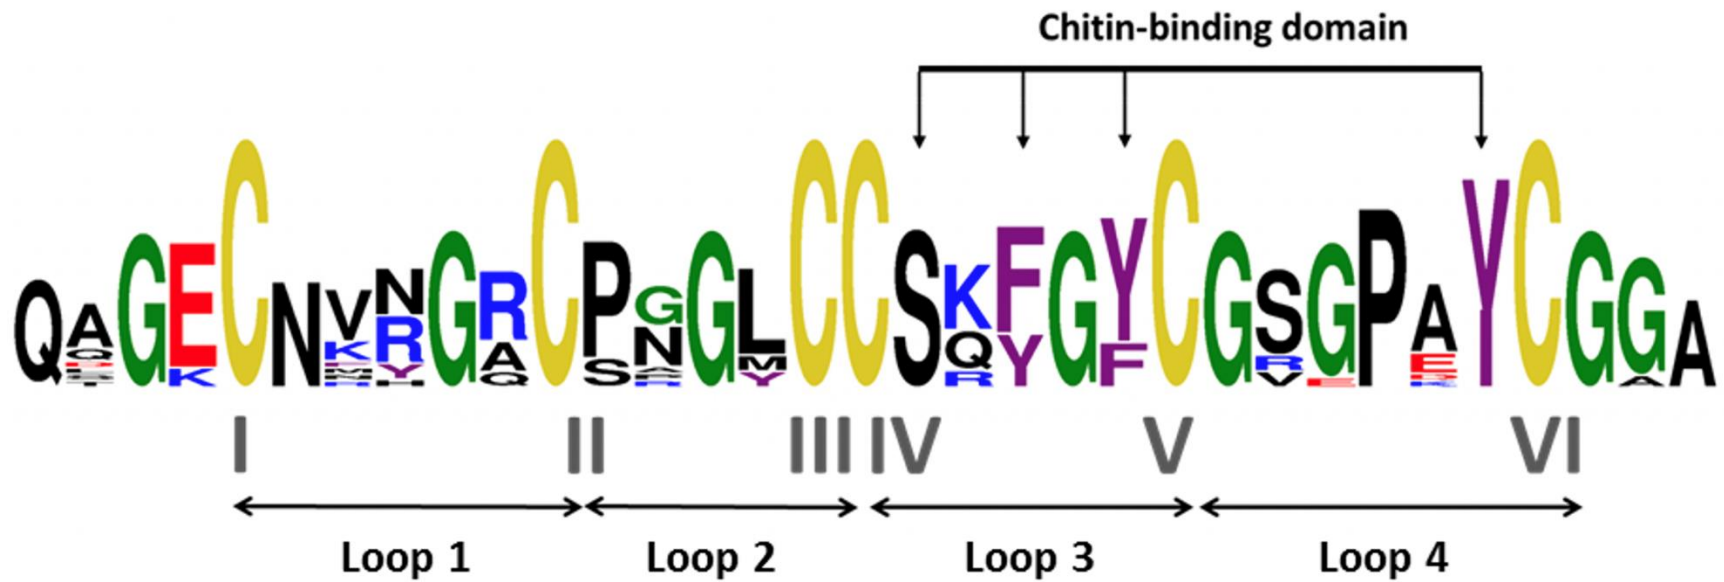 Chitin-binding domain
QAGECNVNGRCPGGLCCSKFGYCGSGPAYCGGA
I II III IV V VI
Loop 1 Loop 2 Loop 3 Loop 4